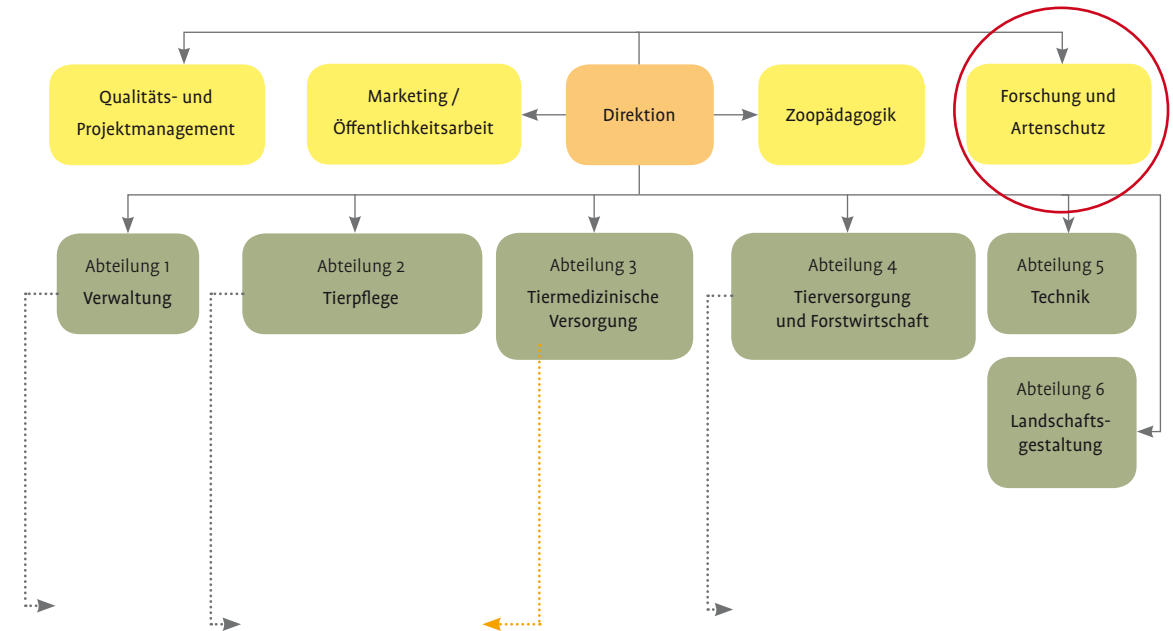 Qualitäts- und
Projektmanagement
Marketing /
Öffentlichkeitsarbeit
Direktion
Zoopädagogik
Forschung und
Artenschutz
Abteilung 1
Verwaltung
Abteilung 2
Tierpflege
Abteilung 3
Tiermedizinische
Versorgung
Abteilung 4
Tierversorgung
und Forstwirtschaft
Abteilung 5
Technik
Abteilung 6
Landschafts-
gestaltung